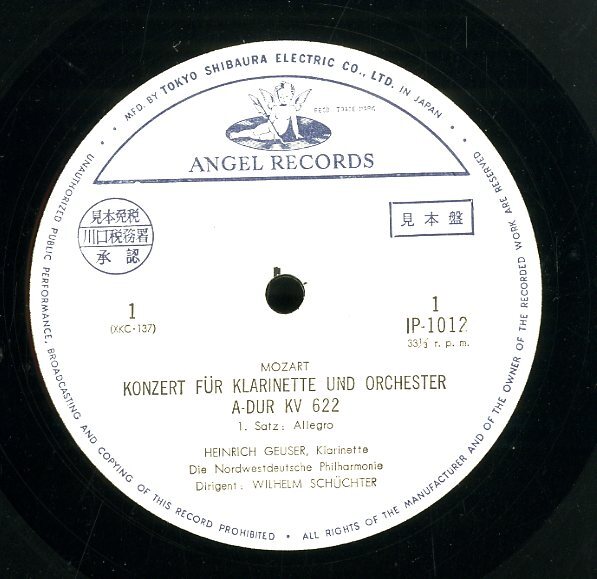 • MFD. BY TOKYO SHIBAURA ELECTRIC CO., LTD. IN JAPAN •
REGD. TRADE-MARK
ANGEL RECORDS
見本免税
川口税務署
承認
見本盤
1
(XKC・137)
1
IP-1012
33⅓ r. p. m.
MOZART
KONZERT FÜR KLARINETTE UND ORCHESTER
A-DUR KV 622
1. Satz: Allegro
HEINRICH GEUSER, Klarinette
Die Nordwestdeutsche Philharmonie
Dirigent: WILHELM SCHÜCHTER
UNAUTHORIZED PUBLIC PERFORMANCE, BROADCASTING AND COPYING OF THIS RECORD PROHIBITED • ALL RIGHTS OF THE MANUFACTURER AND OF THE OWNER OF THE RECORDED WORK ARE RESERVED